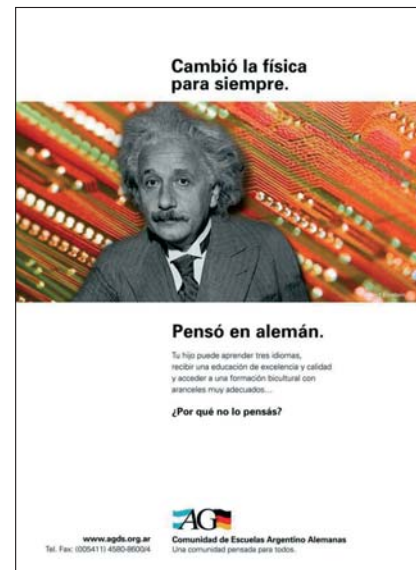 Cambió la física
para siempre.
Pensó en alemán.
Tu hijo puede aprender tres idiomas,
recibir una educación de excelencia y calidad
y acceder a una formación bicultural con
aranceles muy adecuados...
¿Por qué no lo pensás?
AG
www.agds.org.ar
Tel. Fax: (005411) 4580-8600/4
Comunidad de Escuelas Argentino Alemanas
Una comunidad pensada para todos.